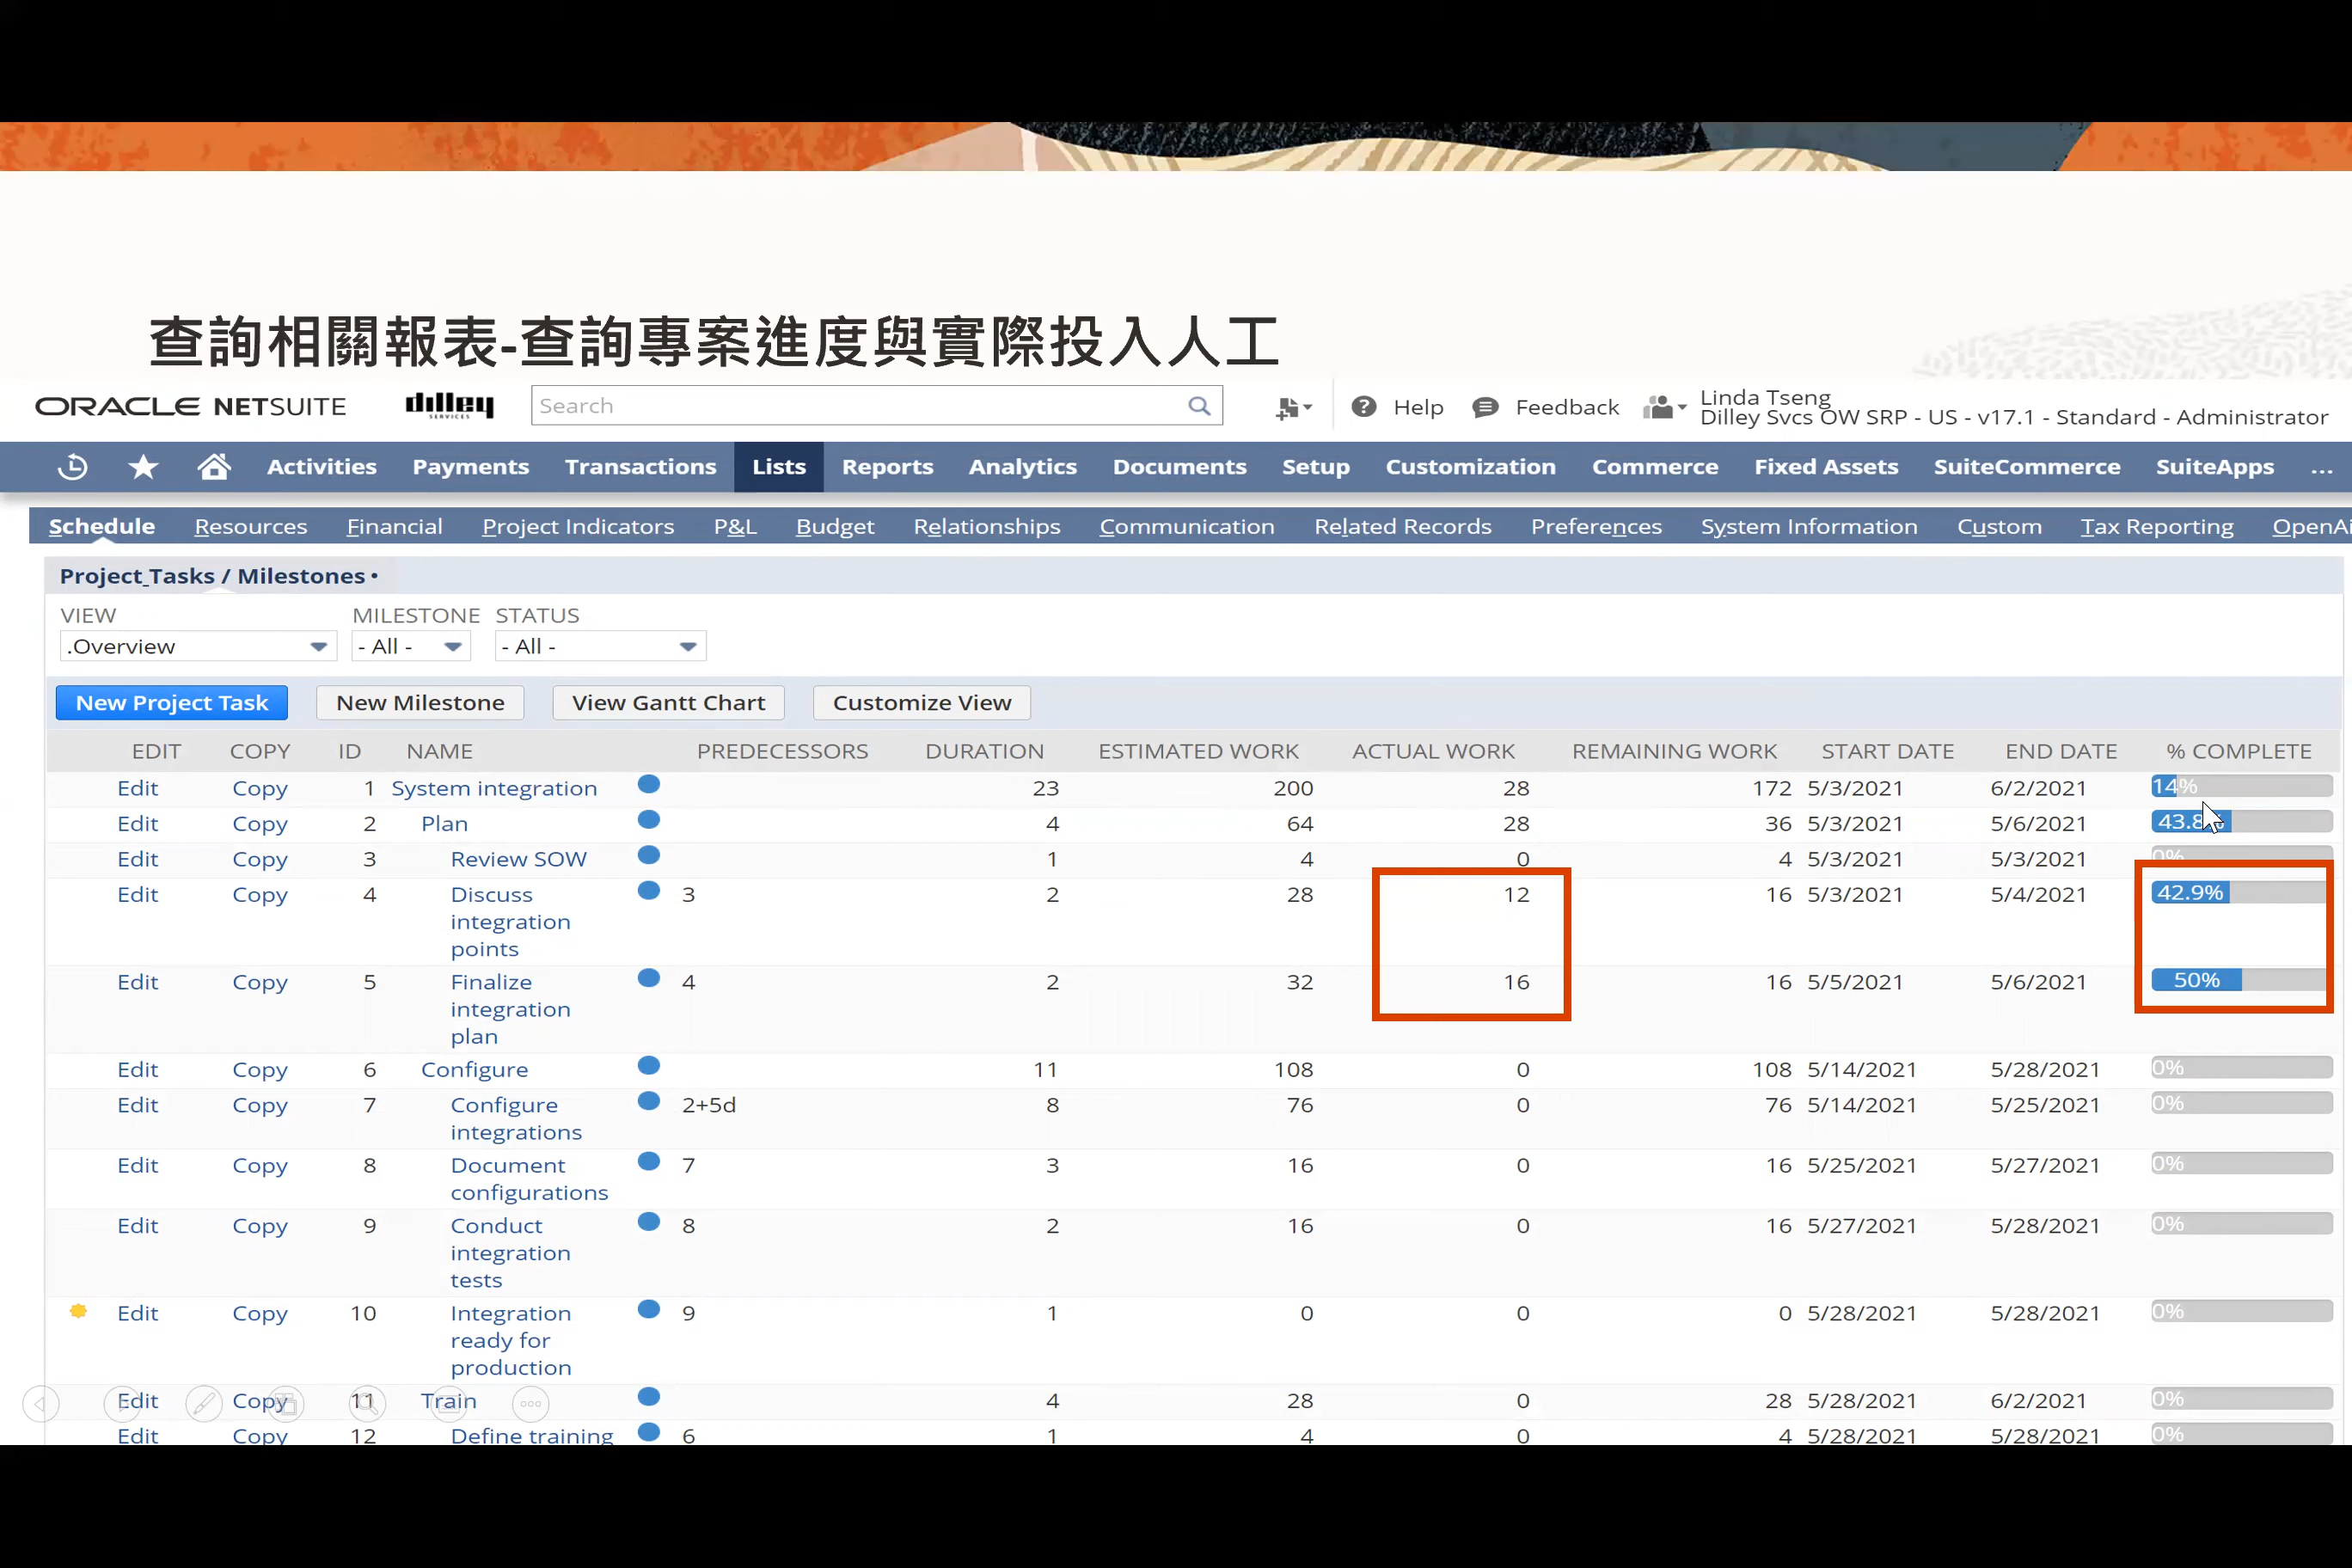 查詢相關報表-查詢專案進度與實際投入人工
ORACLE NETSUITE dilley SERVICES Search Help Feedback Linda Tseng
Dilley Svcs OW SRP - US - v17.1 - Standard - Administrator
Activities Payments Transactions Lists Reports Analytics Documents Setup Customization Commerce Fixed Assets SuiteCommerce SuiteApps ...
Schedule Resources Financial Project Indicators P&L Budget Relationships Communication Related Records Preferences System Information Custom Tax Reporting OpenAi
Project Tasks / Milestones •
VIEW MILESTONE STATUS
.Overview - All - - All -
New Project Task New Milestone View Gantt Chart Customize View
EDIT COPY ID NAME PREDECESSORS DURATION ESTIMATED WORK ACTUAL WORK REMAINING WORK START DATE END DATE % COMPLETE
Edit Copy 1 System integration 23 200 28 172 5/3/2021 6/2/2021 14%
Edit Copy 2 Plan 4 64 28 36 5/3/2021 5/6/2021 43.8
Edit Copy 3 Review SOW 1 4 0 4 5/3/2021 5/3/2021 0%
Edit Copy 4 Discuss 3 2 28 12 16 5/3/2021 5/4/2021 42.9%
integration
points
Edit Copy 5 Finalize 4 2 32 16 16 5/5/2021 5/6/2021 50%
integration
plan
Edit Copy 6 Configure 11 108 0 108 5/14/2021 5/28/2021 0%
Edit Copy 7 Configure 2+5d 8 76 0 76 5/14/2021 5/25/2021 0%
integrations
Edit Copy 8 Document 7 3 16 0 16 5/25/2021 5/27/2021 0%
configurations
Edit Copy 9 Conduct 8 2 16 0 16 5/27/2021 5/28/2021 0%
integration
tests
Edit Copy 10 Integration 9 1 0 0 0 5/28/2021 5/28/2021 0%
ready for
production
Edit Copy 11 Train 4 28 0 28 5/28/2021 6/2/2021 0%
Edit Copy 12 Define training 6 1 4 0 4 5/28/2021 5/28/2021 0%